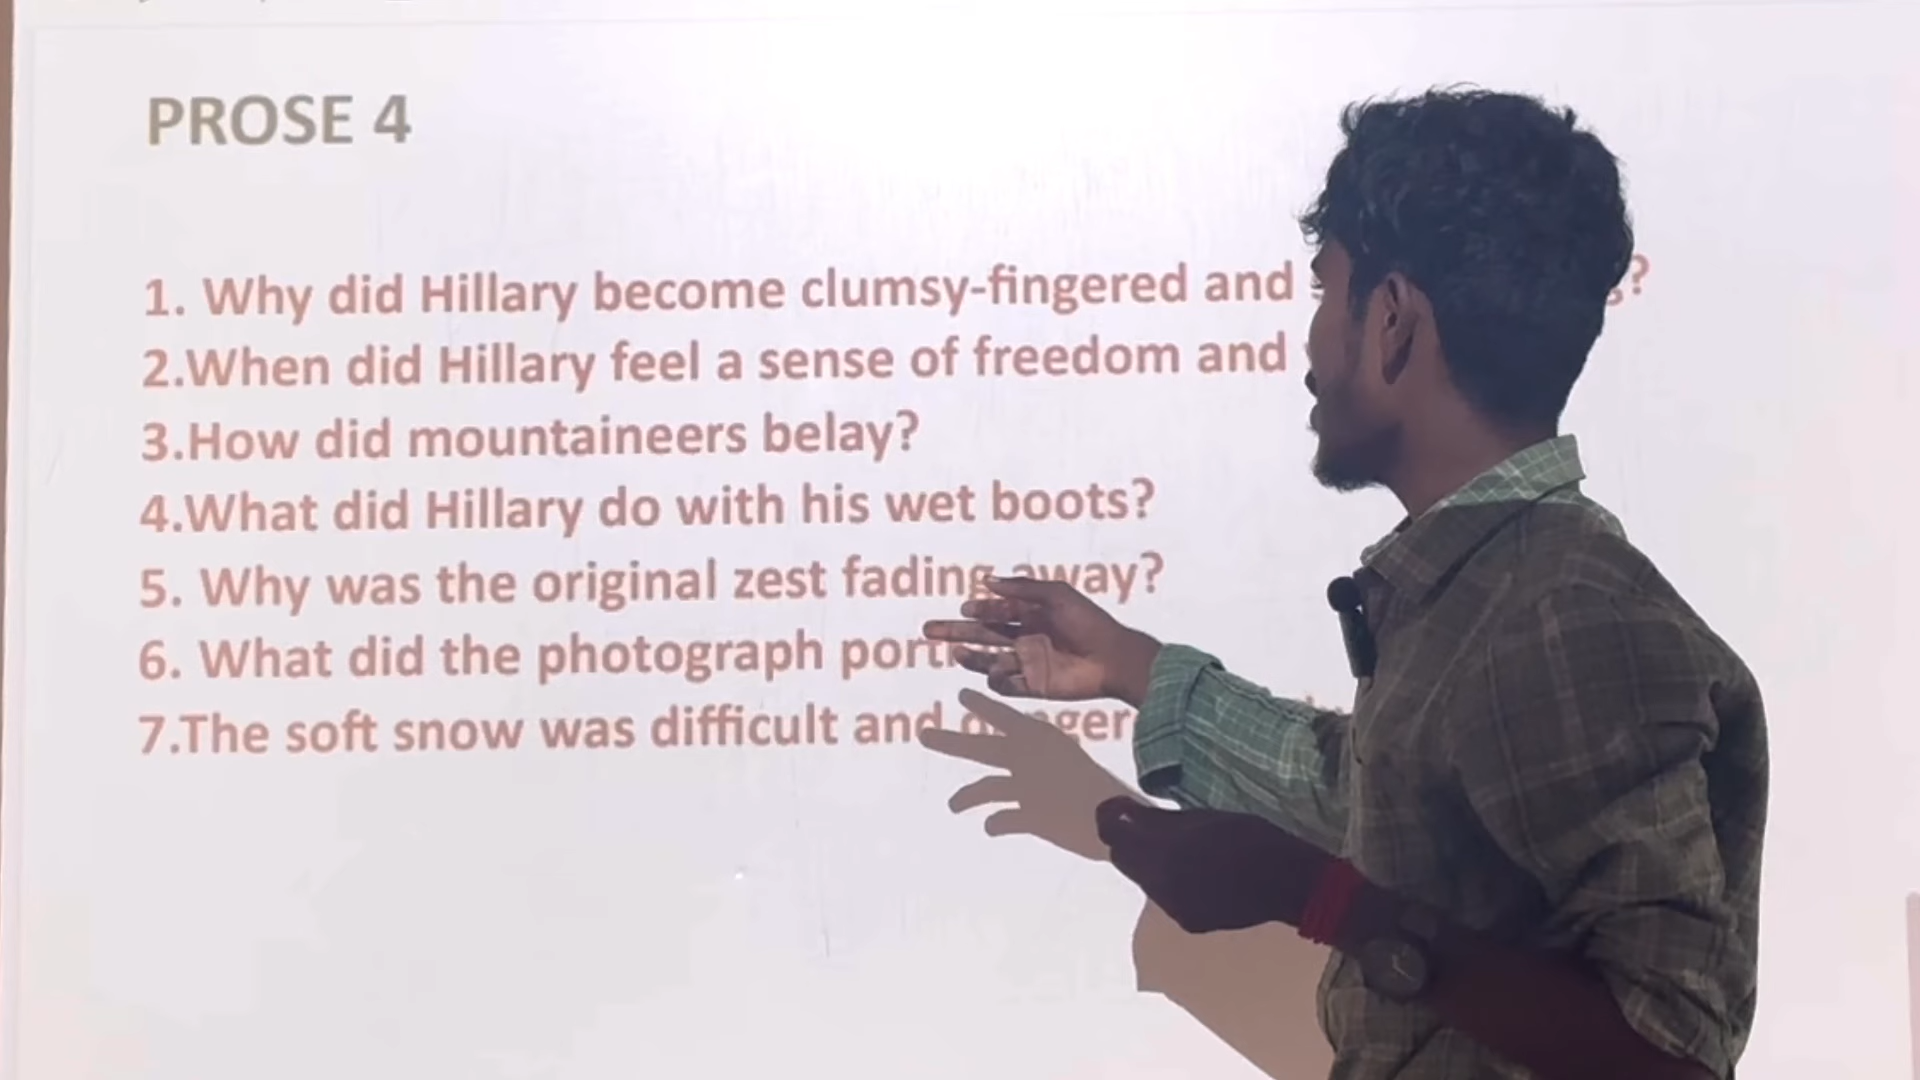 PROSE 4
1. Why did Hillary become clumsy-fingered and ?
2.When did Hillary feel a sense of freedom and
3.How did mountaineers belay?
4.What did Hillary do with his wet boots?
5. Why was the original zest fading away?
6. What did the photograph
7.The soft snow was difficult and